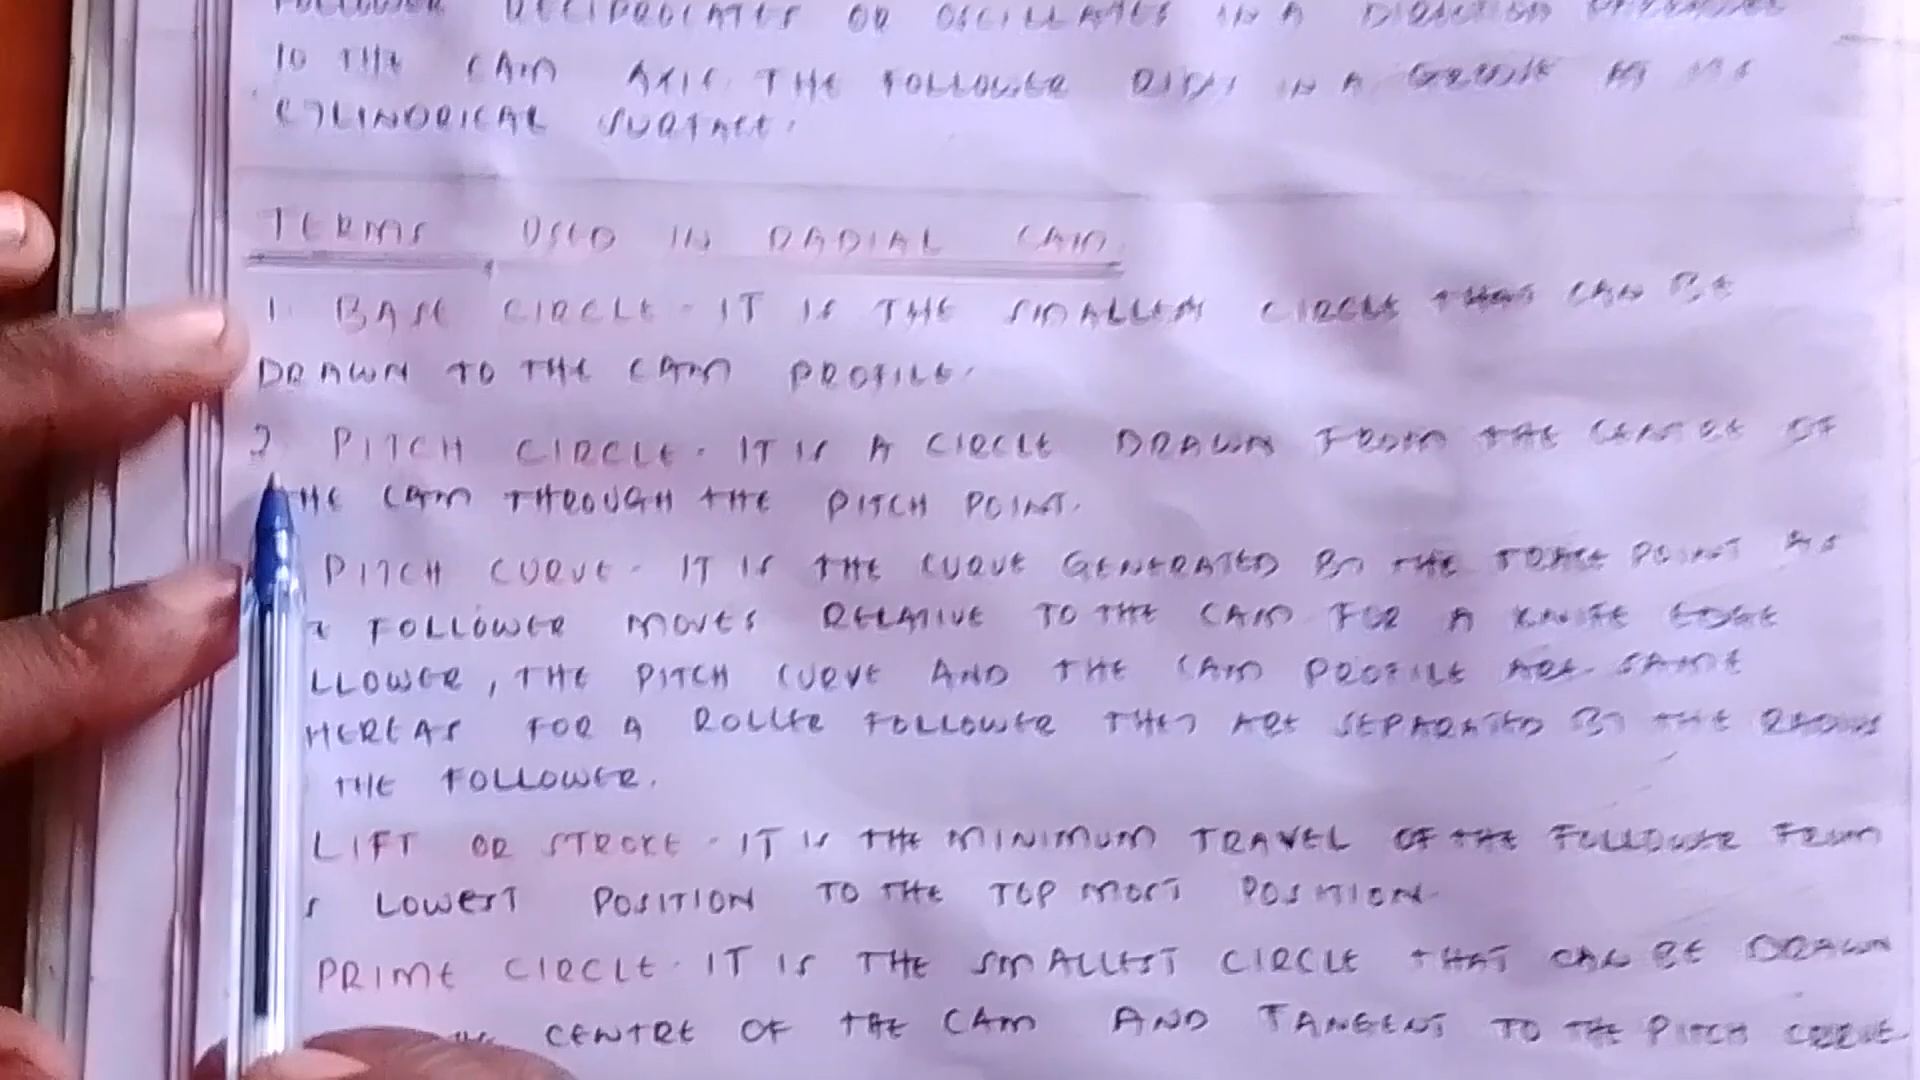 FOLLOWER RECIPROCATES OR OSCILLATES IN A DIRECTION
TO THE CAM AXIS. THE FOLLOWER RIDES IN A GROOVE AT ITS
CYLINDRICAL SURFACE.
TERMS USED IN RADIAL CAM
1. BASE CIRCLE - IT IS THE SMALLEST CIRCLE THAT CAN BE
DRAWN TO THE CAM PROFILE.
2 PITCH CIRCLE - IT IS A CIRCLE DRAWN FROM THE CENTRE OF
THE CAM THROUGH THE PITCH POINT.
PITCH CURVE - IT IS THE CURVE GENERATED BY THE TRACE POINT AS
FOLLOWER MOVES RELATIVE TO THE CAM FOR A KNIFE EDGE
LLOWER, THE PITCH CURVE AND THE CAM PROFILE ARE SAME
HEREAS FOR A ROLLER FOLLOWER THEY ARE SEPARATED BY THE RADIUS
THE FOLLOWER.
LIFT OR STROKE - IT IS THE MINIMUM TRAVEL OF THE FOLLOWER FROM
S LOWEST POSITION TO THE TOP MOST POSITION
PRIME CIRCLE - IT IS THE SMALLEST CIRCLE THAT CAN BE DRAWN
CENTRE OF THE CAM AND TANGENT TO THE PITCH CURVE